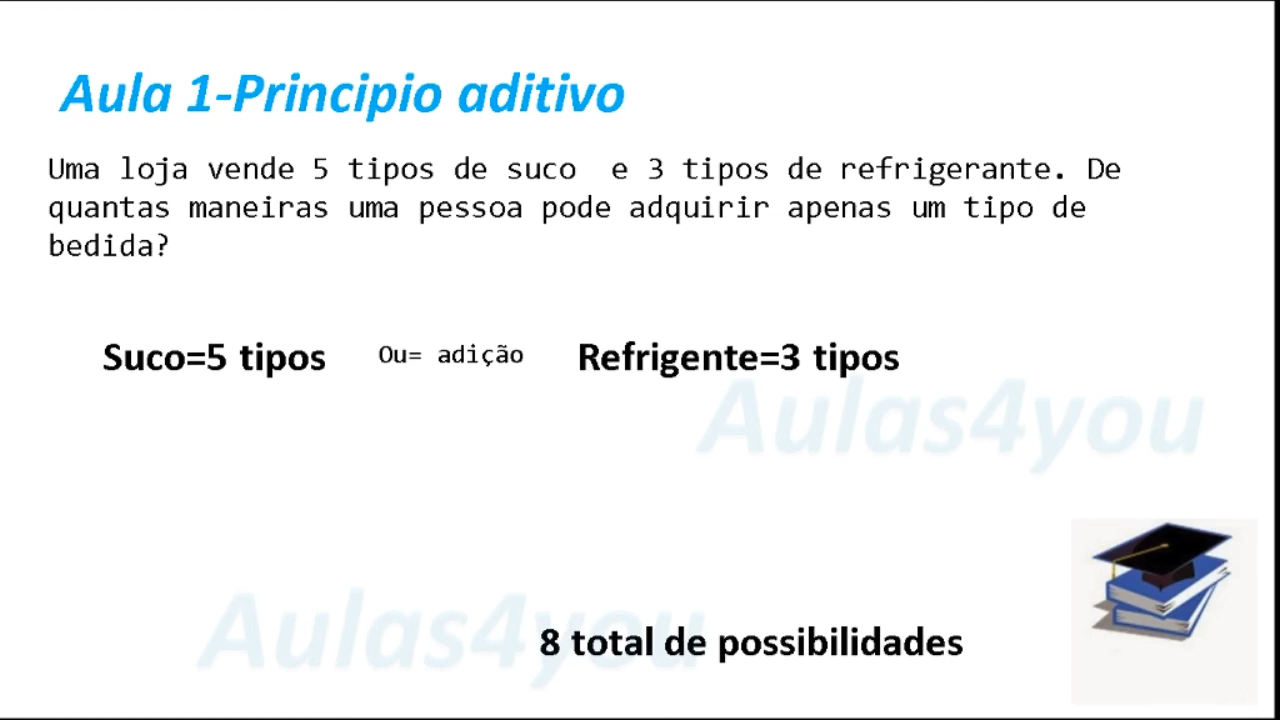 Aula 1-Principio aditivo
Uma loja vende 5 tipos de suco e 3 tipos de refrigerante. De
quantas maneiras uma pessoa pode adquirir apenas um tipo de
bedida?
Suco=5 tipos Ou= adição Refrigente=3 tipos
Aulas4you
Aulas4you
8 total de possibilidades